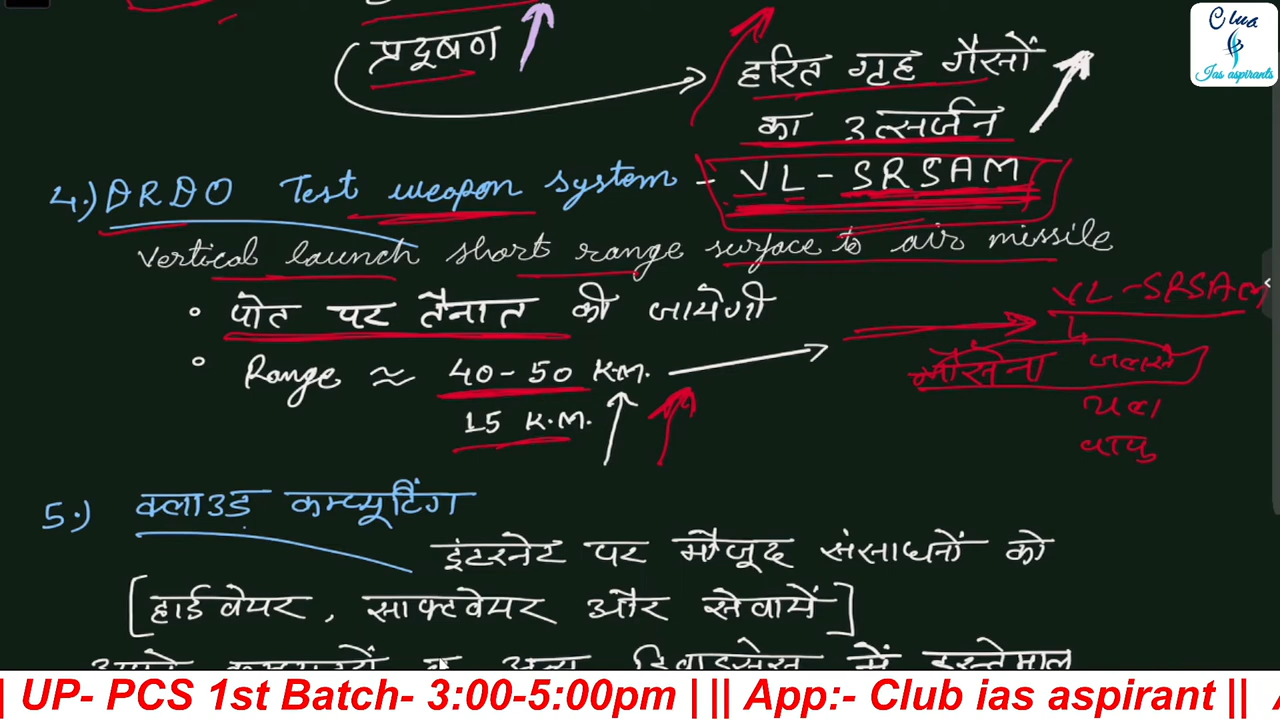 Club
Ias aspirants
प्रदूषण
हरित गृह गैसों
का उत्सर्जन
4.) DRDO Test weapon system - VL - SRSAM
Vertical launch short range surface to air missile
• पोत पर तैनात की जायेगी
VL - SRSAM
• Range ≈ 40 - 50 K.M.
नौसेना
15 K.M.
थल
वायु
5.) क्लाउड कम्प्यूटिंग
इंटरनेट पर मौजूद संसाधनों को
[हार्डवेयर, साफ्टवेयर और सेवायें]
में इस्तेमाल
| UP- PCS 1st Batch- 3:00-5:00pm | || App:- Club ias aspirant ||